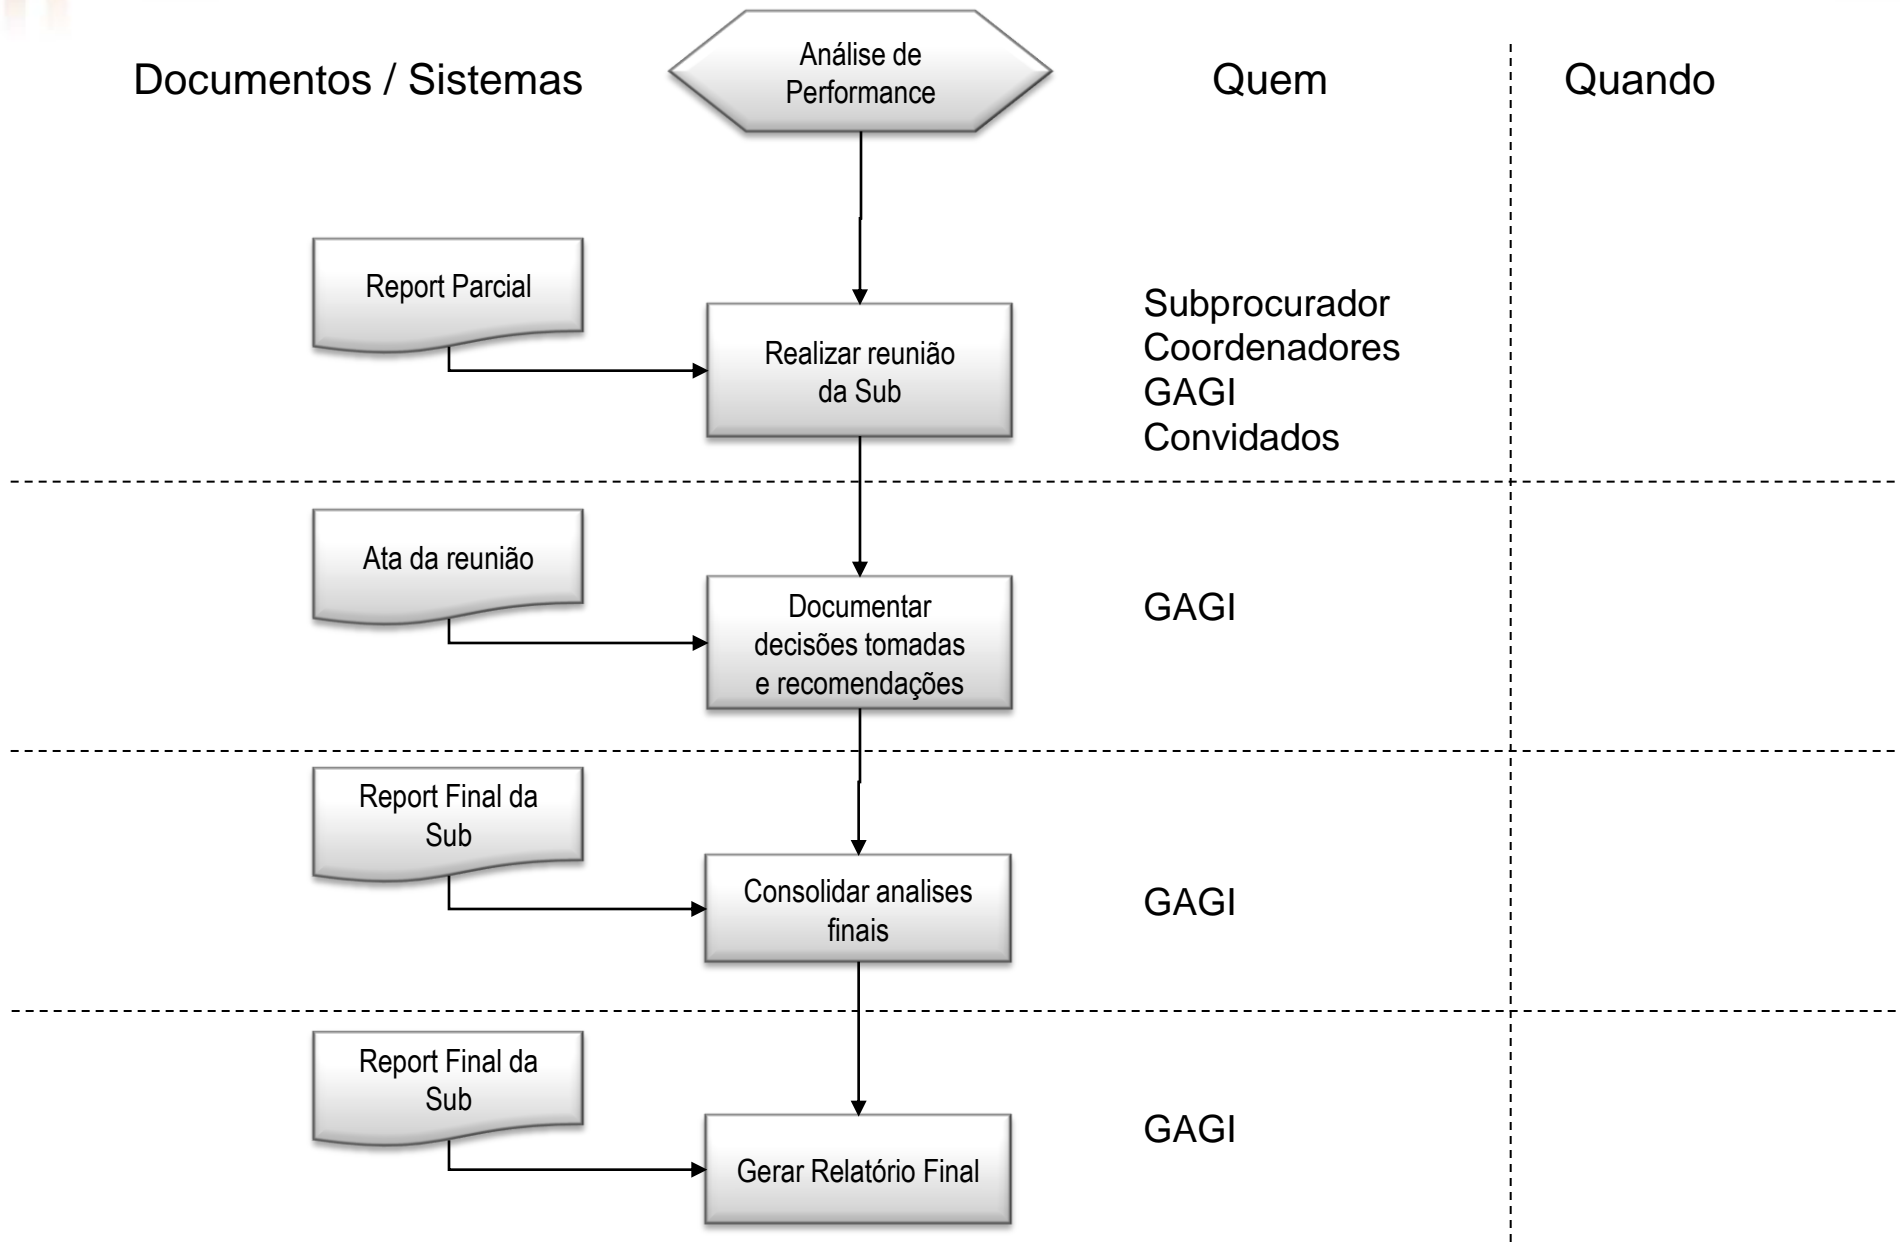 Documentos / Sistemas
Análise de
Performance
Quem
Quando
Report Parcial
Realizar reunião
da Sub
Subprocurador
Coordenadores
GAGI
Convidados
Ata da reunião
Documentar
decisões tomadas
e recomendações
GAGI
Report Final da
Sub
Consolidar analises
finais
GAGI
Report Final da
Sub
Gerar Relatório Final
GAGI